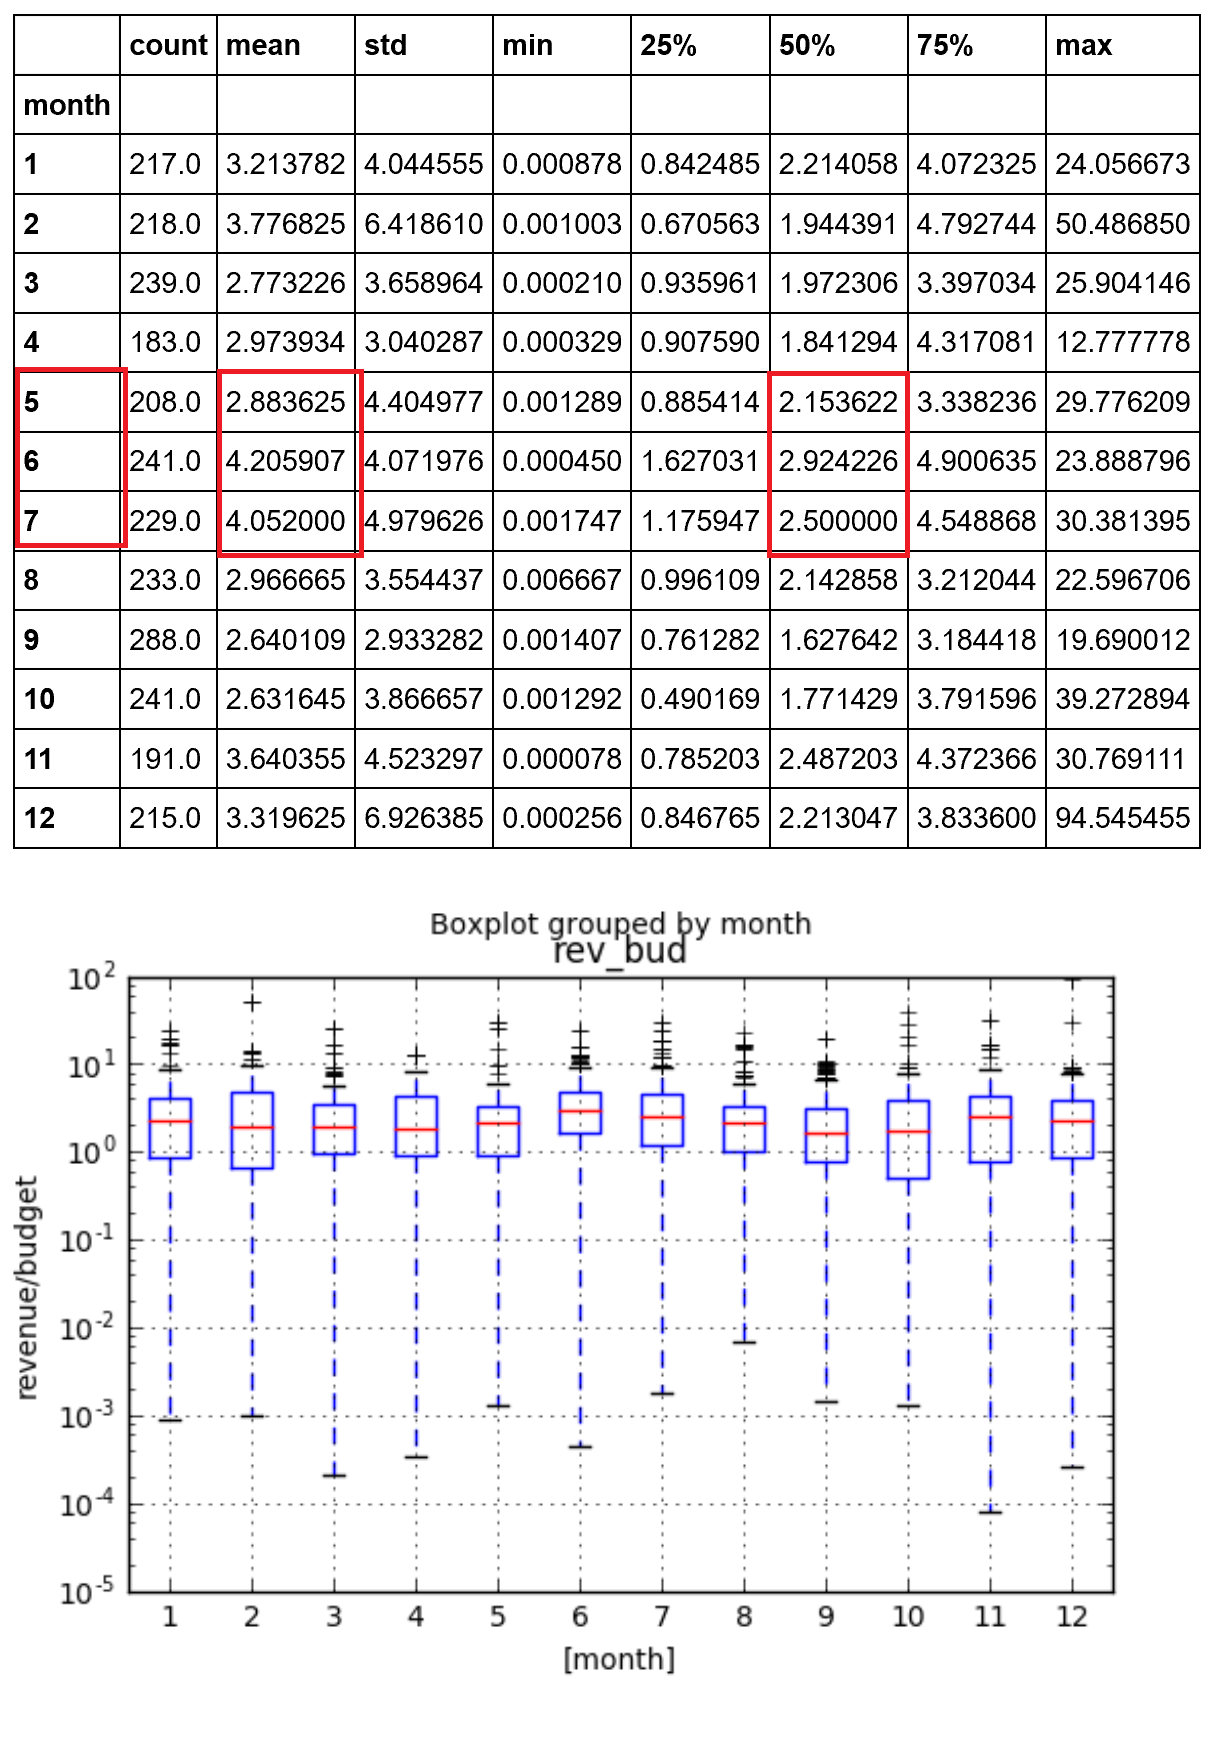 count mean std min 25% 50% 75% max
month
1 217.0 3.213782 4.044555 0.000878 0.842485 2.214058 4.072325 24.056673
2 218.0 3.776825 6.418610 0.001003 0.670563 1.944391 4.792744 50.486850
3 239.0 2.773226 3.658964 0.000210 0.935961 1.972306 3.397034 25.904146
4 183.0 2.973934 3.040287 0.000329 0.907590 1.841294 4.317081 12.777778
5 208.0 2.883625 4.404977 0.001289 0.885414 2.153622 3.338236 29.776209
6 241.0 4.205907 4.071976 0.000450 1.627031 2.924226 4.900635 23.888796
7 229.0 4.052000 4.979626 0.001747 1.175947 2.500000 4.548868 30.381395
8 233.0 2.966665 3.554437 0.006667 0.996109 2.142858 3.212044 22.596706
9 288.0 2.640109 2.933282 0.001407 0.761282 1.627642 3.184418 19.690012
10 241.0 2.631645 3.866657 0.001292 0.490169 1.771429 3.791596 39.272894
11 191.0 3.640355 4.523297 0.000078 0.785203 2.487203 4.372366 30.769111
12 215.0 3.319625 6.926385 0.000256 0.846765 2.213047 3.833600 94.545455
Boxplot grouped by month
rev_bud
10^2
10^1
10^0
10^-1
10^-2
10^-3
10^-4
10^-5
revenue/budget
1 2 3 4 5 6 7 8 9 10 11 12
[month]